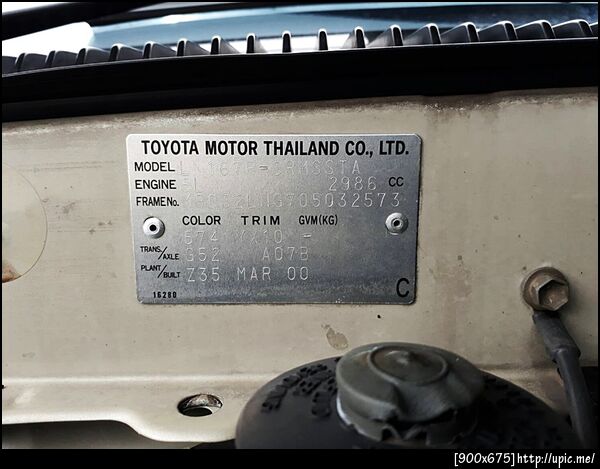 TOYOTA MOTOR THAILAND CO., LTD.
MODEL
ENGINE 5L 2986 CC
FRAME No.
COLOR TRIM GVM(KG)
574 -
TRANS./AXLE G52 A07B
PLANT/BUILT Z35 MAR 00
16280 C
[900x675]http://upic.me/